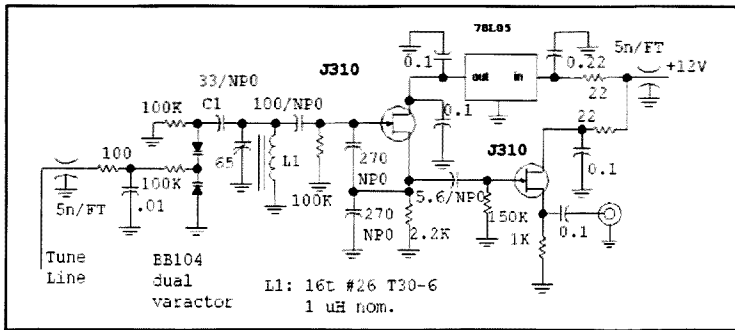 78L05
5n/FT
+12V
0.1
out
in
0.22
22
22
33/NP0
J310
100K
C1
100/NP0
0.1
J310
65
L1
0.1
100
100K
270
NP0
.01
100K
5.6/NP0
5n/FT
270
NP0
150K
2.2K
1K
0.1
Tune
Line
BB104
dual
varactor
L1: 16t #26 T30-6
1 uH nom.